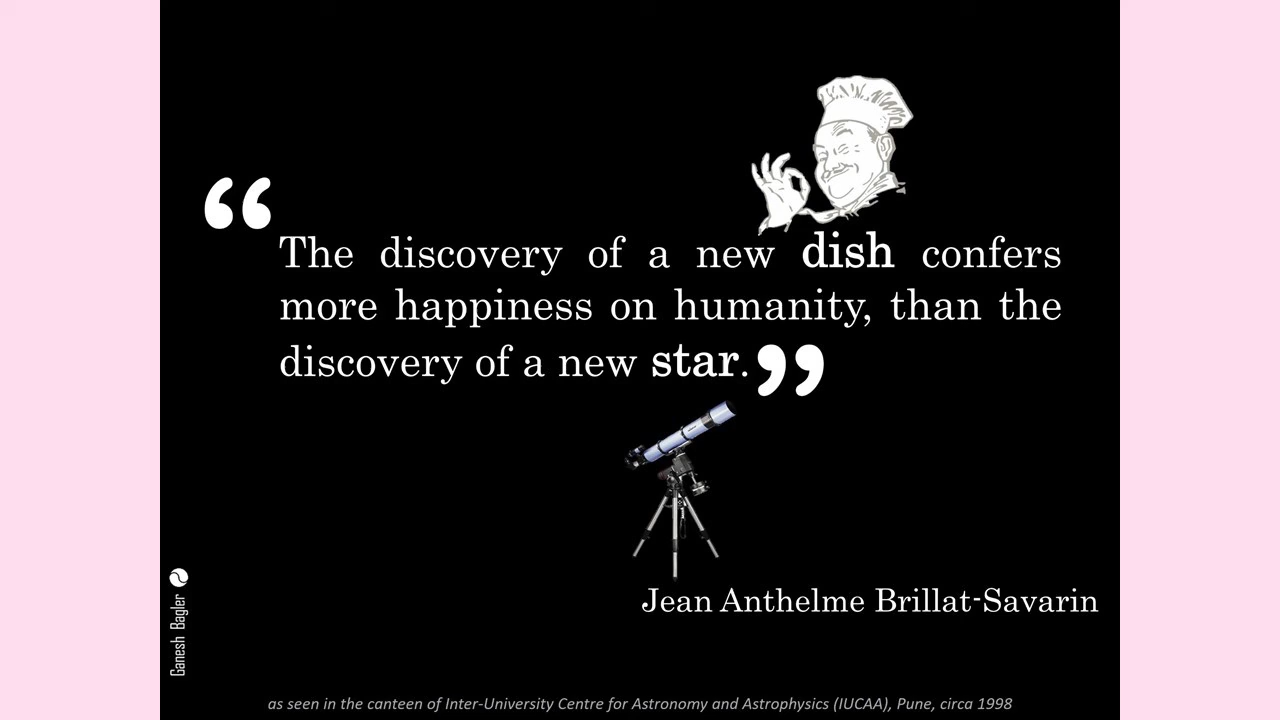 “
The discovery of a new dish confers
more happiness on humanity, than the
discovery of a new star.”
Jean Anthelme Brillat-Savarin
Ganesh Bagler
as seen in the canteen of Inter-University Centre for Astronomy and Astrophysics (IUCAA), Pune, circa 1998